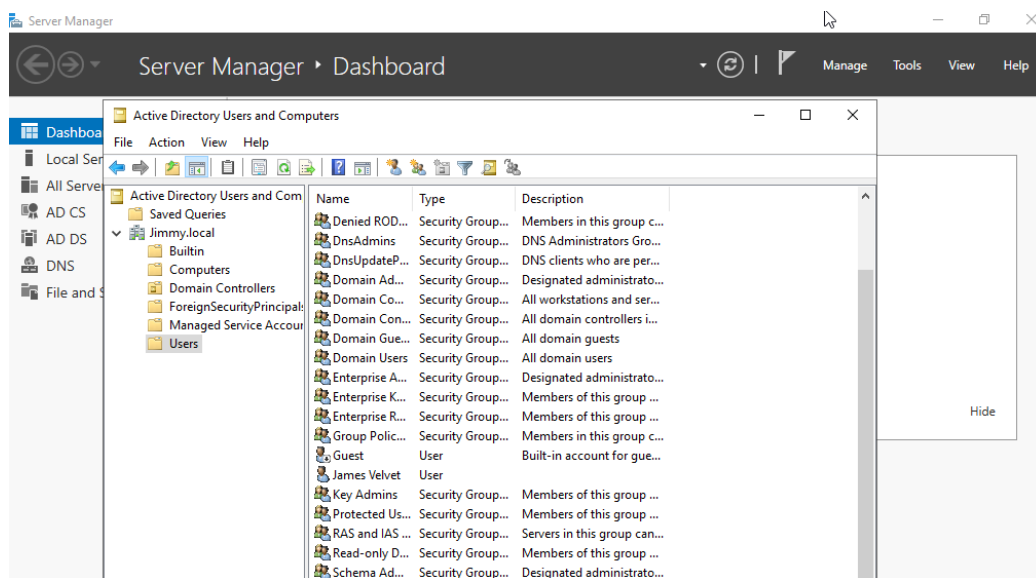 Server Manager
Server Manager ‣ Dashboard
Manage Tools View Help
Dashboa
Local Ser
All Server
AD CS
AD DS
DNS
File and S
Hide
Active Directory Users and Computers
File Action View Help
Active Directory Users and Com
Saved Queries
Jimmy.local
Builtin
Computers
Domain Controllers
ForeignSecurityPrincipals
Managed Service Accour
Users
Name Type Description
Denied ROD... Security Group... Members in this group c...
DnsAdmins Security Group... DNS Administrators Gro...
DnsUpdateP... Security Group... DNS clients who are per...
Domain Ad... Security Group... Designated administrato...
Domain Co... Security Group... All workstations and ser...
Domain Con... Security Group... All domain controllers i...
Domain Gue... Security Group... All domain guests
Domain Users Security Group... All domain users
Enterprise A... Security Group... Designated administrato...
Enterprise K... Security Group... Members of this group ...
Enterprise R... Security Group... Members of this group ...
Group Polic... Security Group... Members in this group c...
Guest User Built-in account for gue...
James Velvet User
Key Admins Security Group... Members of this group ...
Protected Us... Security Group... Members of this group ...
RAS and IAS ... Security Group... Servers in this group can...
Read-only D... Security Group... Members of this group ...
Schema Ad... Security Group... Designated administrato...